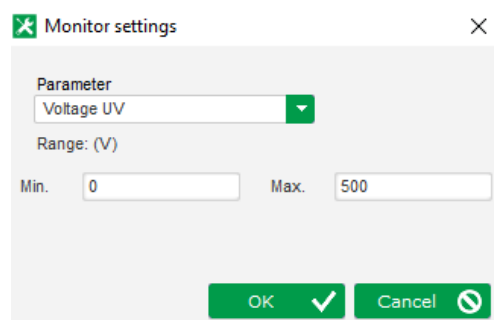 Monitor settings
Parameter
Voltage UV
Range: (V)
Min. 0 Max. 500
OK Cancel